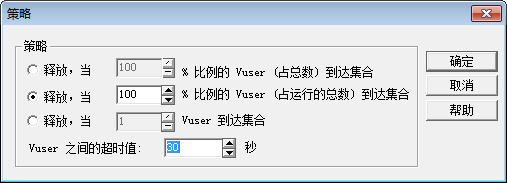 策略
策略
释放，当 100 % 比例的 Vuser (占总数) 到达集合
释放，当 100 % 比例的 Vuser (占运行的总数) 到达集合
释放，当 1 Vuser 到达集合
Vuser 之间的超时值: 30 秒
确定
取消
帮助